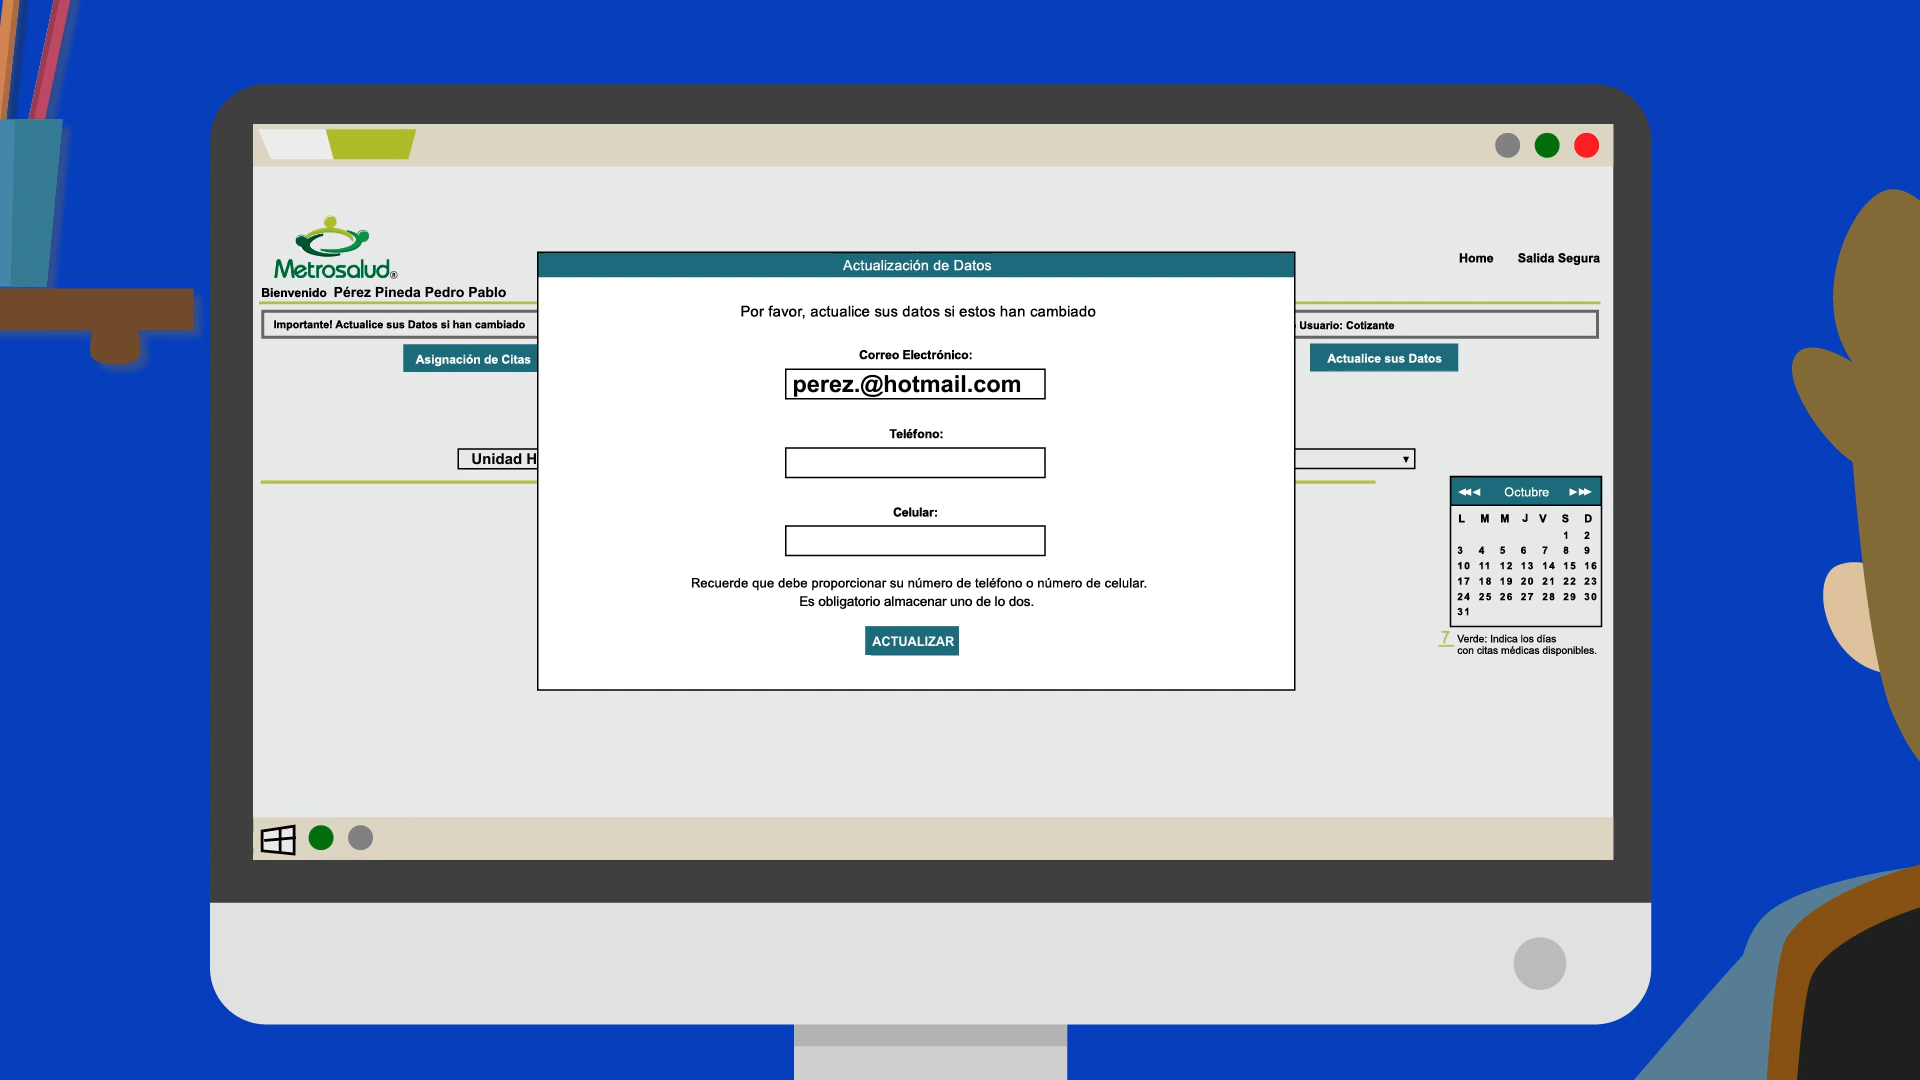 Metrosalud®
Home Salida Segura
Bienvenido Pérez Pineda Pedro Pablo
Importante! Actualice sus Datos si han cambiado
Usuario: Cotizante
Asignación de Citas
Actualice sus Datos
Unidad H
Actualización de Datos
Por favor, actualice sus datos si estos han cambiado
Correo Electrónico:
perez.@hotmail.com
Teléfono:
Celular:
Recuerde que debe proporcionar su número de teléfono o número de celular.
Es obligatorio almacenar uno de lo dos.
ACTUALIZAR
Octubre
L M M J V S D
1 2
3 4 5 6 7 8 9
10 11 12 13 14 15 16
17 18 19 20 21 22 23
24 25 26 27 28 29 30
31
7 Verde: Indica los días
con citas médicas disponibles.